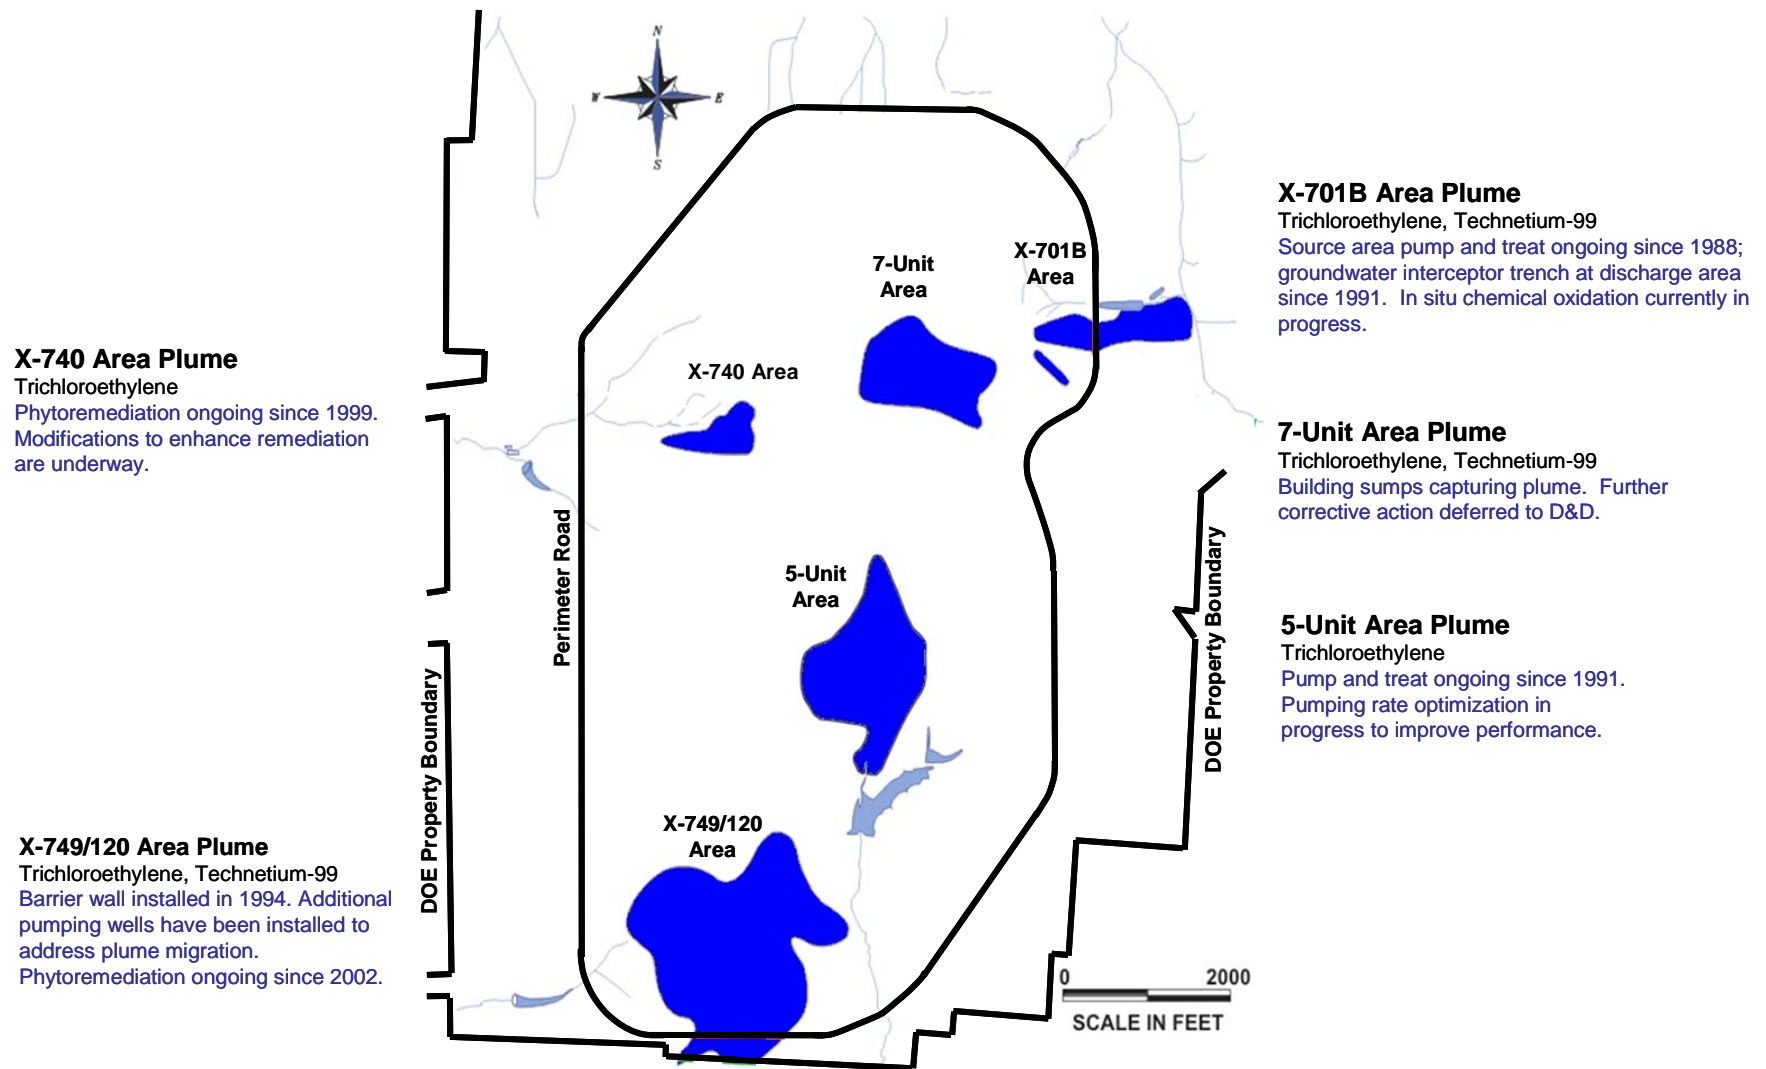 N
W
E
S
X-701B Area Plume
Trichloroethylene, Technetium-99
Source area pump and treat ongoing since 1988;
groundwater interceptor trench at discharge area
since 1991.  In situ chemical oxidation currently in
progress.
X-701B
Area
7-Unit
Area
X-740 Area Plume
Trichloroethylene
Phytoremediation ongoing since 1999.
Modifications to enhance remediation
are underway.
X-740 Area
7-Unit Area Plume
Trichloroethylene, Technetium-99
Building sumps capturing plume.  Further
corrective action deferred to D&D.
Perimeter Road
5-Unit
Area
DOE Property Boundary
5-Unit Area Plume
Trichloroethylene
Pump and treat ongoing since 1991.
Pumping rate optimization in
progress to improve performance.
DOE Property Boundary
X-749/120
Area
X-749/120 Area Plume
Trichloroethylene, Technetium-99
Barrier wall installed in 1994. Additional
pumping wells have been installed to
address plume migration.
Phytoremediation ongoing since 2002.
0 2000
SCALE IN FEET